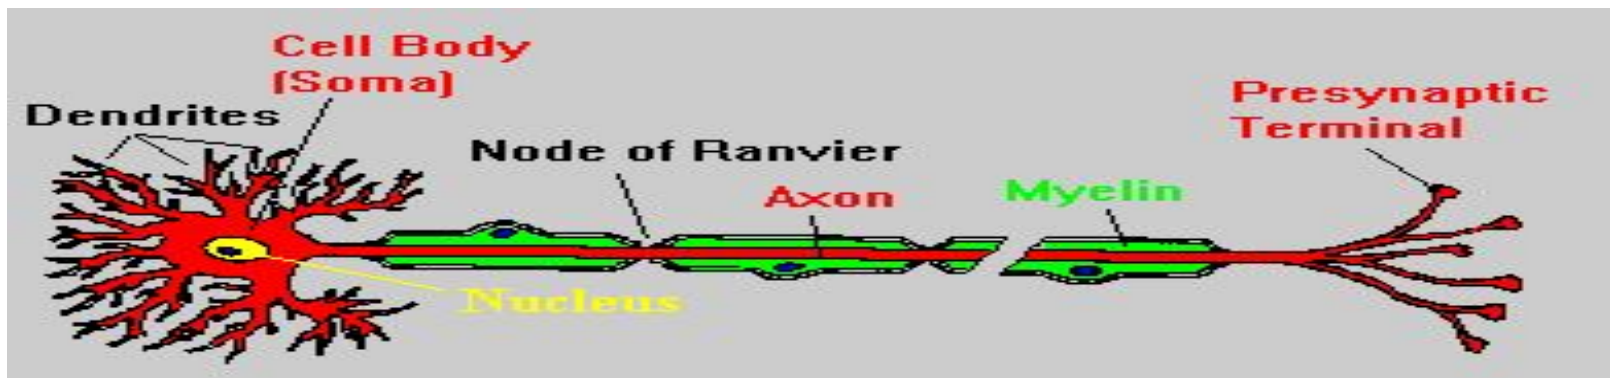 Cell Body
(Soma)
Dendrites
Presynaptic
Terminal
Node of Ranvier
Axon
Myelin
Nucleus